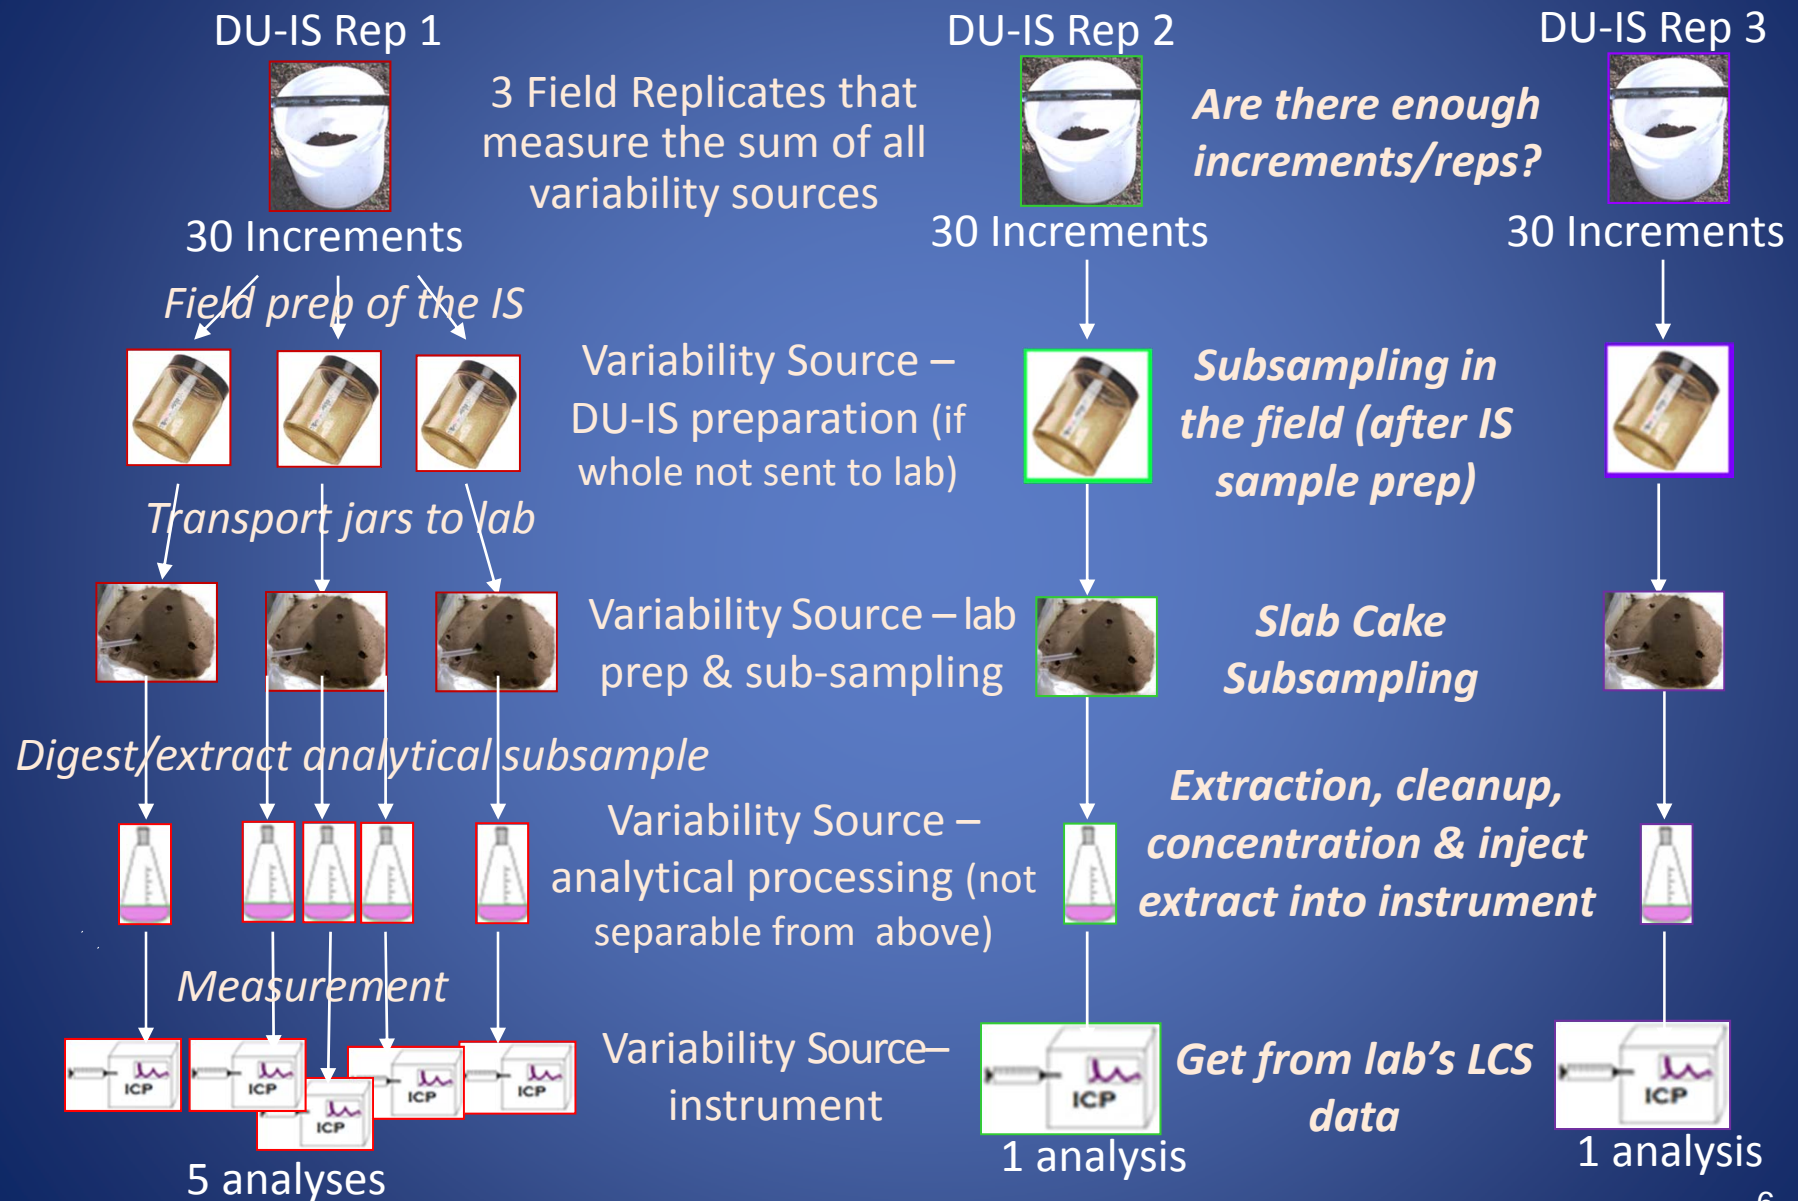 DU-IS Rep 1
DU-IS Rep 2
DU-IS Rep 3
3 Field Replicates that
measure the sum of all
variability sources
Are there enough
increments/reps?
30 Increments
30 Increments
30 Increments
Field prep of the IS
Variability Source –
DU-IS preparation (if
whole not sent to lab)
Subsampling in
the field (after IS
sample prep)
Transport jars to lab
Variability Source – lab
prep & sub-sampling
Slab Cake
Subsampling
Digest/extract analytical subsample
Variability Source –
analytical processing (not
separable from above)
Extraction, cleanup,
concentration & inject
extract into instrument
Measurement
Variability Source–
instrument
Get from lab's LCS
data
ICP
ICP
ICP
ICP
ICP
ICP
ICP
5 analyses
1 analysis
1 analysis
6